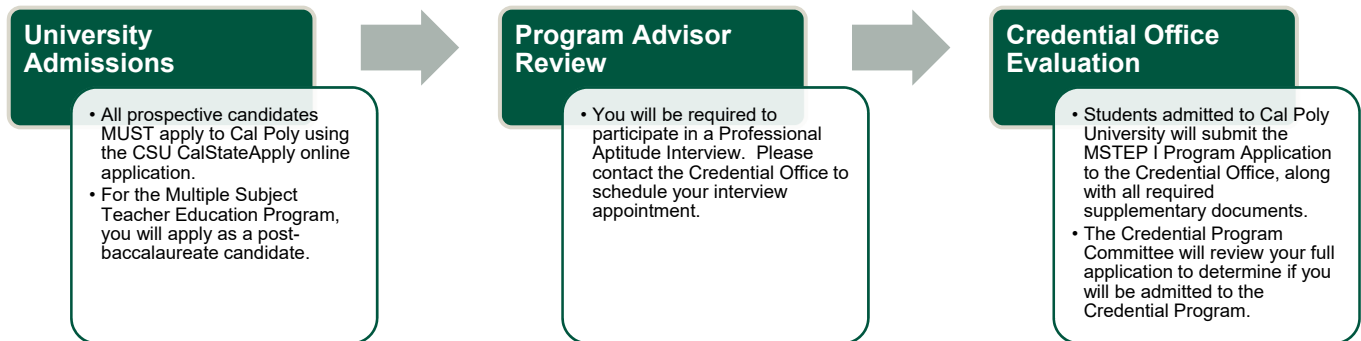 University
Admissions
• All prospective candidates
MUST apply to Cal Poly using
the CSU CalStateApply online
application.
• For the Multiple Subject
Teacher Education Program,
you will apply as a post-
baccalaureate candidate.
Program Advisor
Review
• You will be required to
participate in a Professional
Aptitude Interview.  Please
contact the Credential Office to
schedule your interview
appointment.
Credential Office
Evaluation
• Students admitted to Cal Poly
University will submit the
MSTEP I Program Application
to the Credential Office, along
with all required
supplementary documents.
• The Credential Program
Committee will review your full
application to determine if you
will be admitted to the
Credential Program.